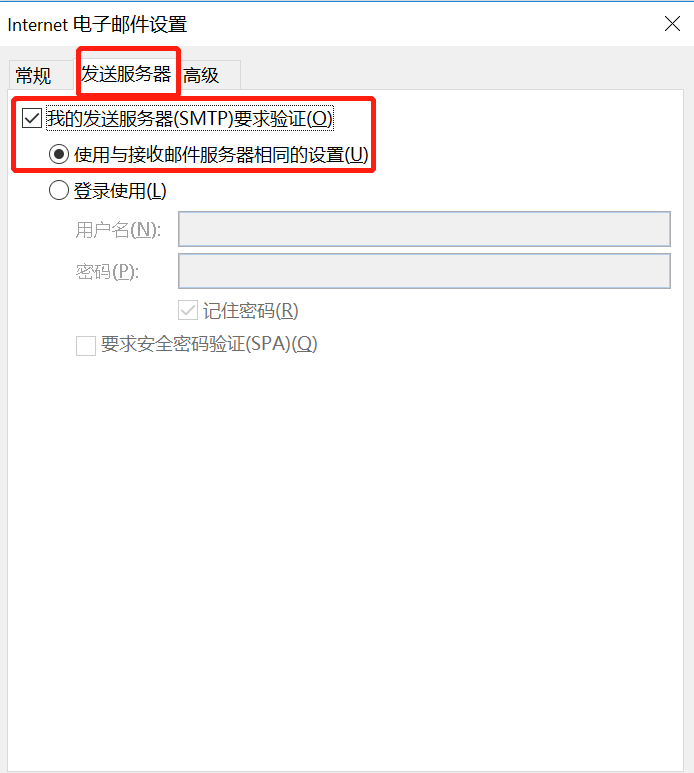 Internet 电子邮件设置
常规 发送服务器 高级
我的发送服务器(SMTP)要求验证(O)
使用与接收邮件服务器相同的设置(U)
登录使用(L)
用户名(N):
密码(P):
记住密码(R)
要求安全密码验证(SPA)(Q)